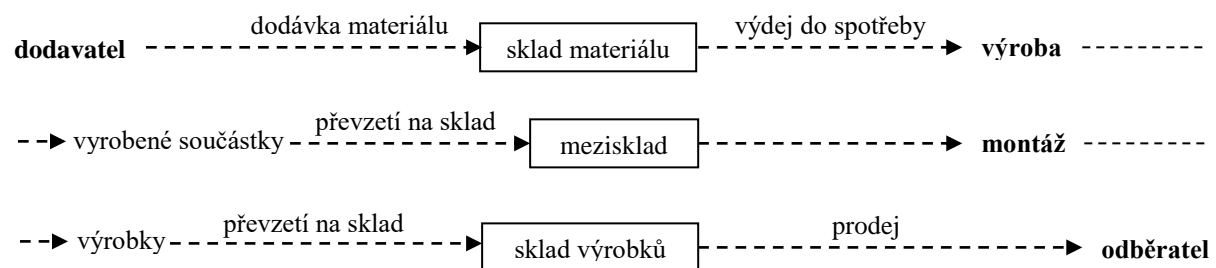 dodávka materiálu výdej do spotřeby
dodavatel sklad materiálu výroba
převzetí na sklad
vyrobené součástky mezisklad montáž
převzetí na sklad prodej
výrobky sklad výrobků odběratel